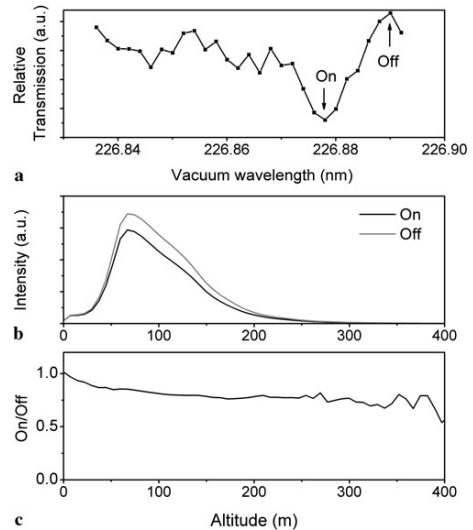 Relative
Transmission (a.u.)
On
Off
226.84
226.86
226.88
226.90
a
Vacuum wavelength (nm)
Intensity (a.u.)
On
Off
0
100
200
300
400
b
On/Off
1.0
0.5
0.0
0
100
200
300
400
c
Altitude (m)